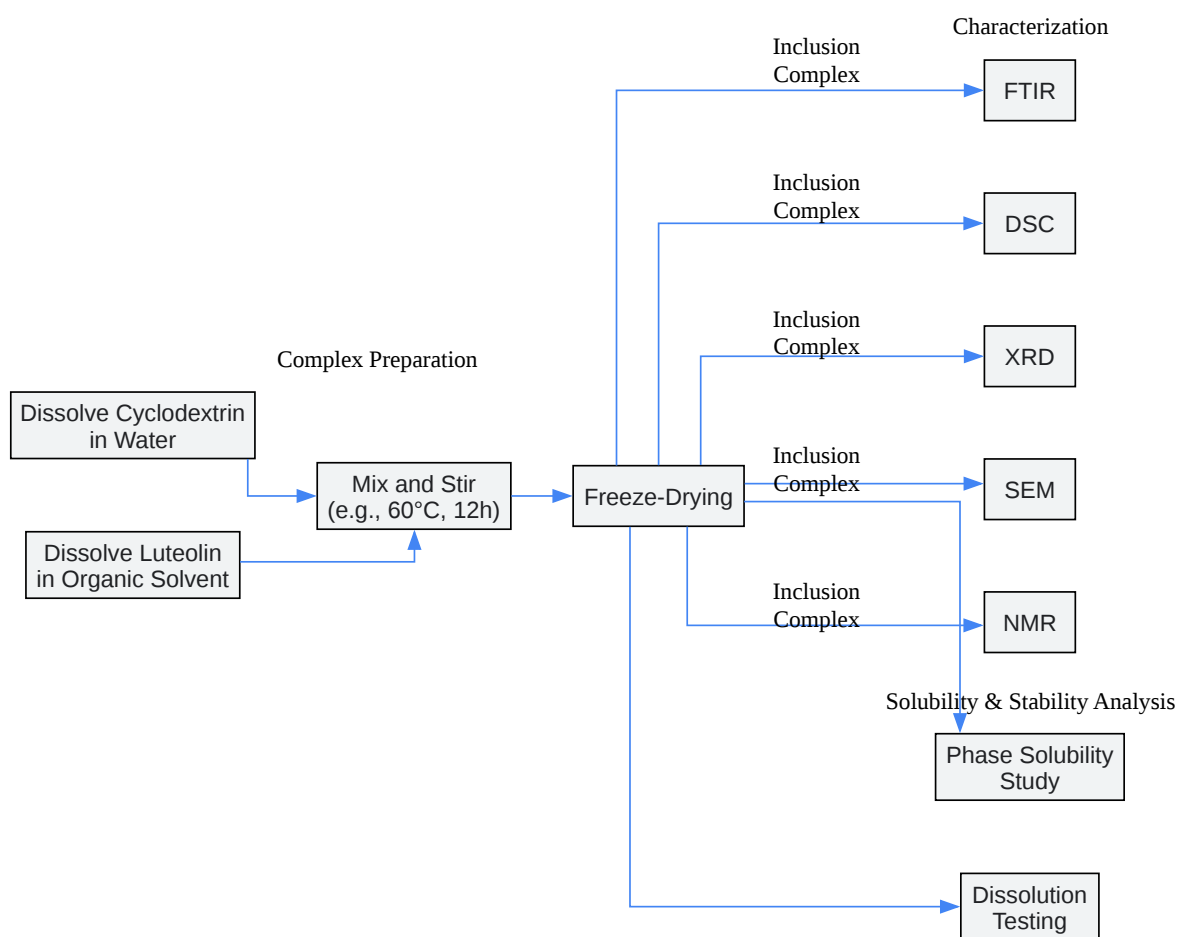 Characterization
Inclusion
Complex
FTIR
Inclusion
Complex
DSC
Inclusion
Complex
XRD
Complex Preparation
Dissolve Cyclodextrin
in Water
Mix and Stir
(e.g., 60°C, 12h)
Dissolve Luteolin
in Organic Solvent
Freeze-Drying
Inclusion
Complex
SEM
Inclusion
Complex
NMR
Solubility & Stability Analysis
Phase Solubility
Study
Dissolution
Testing